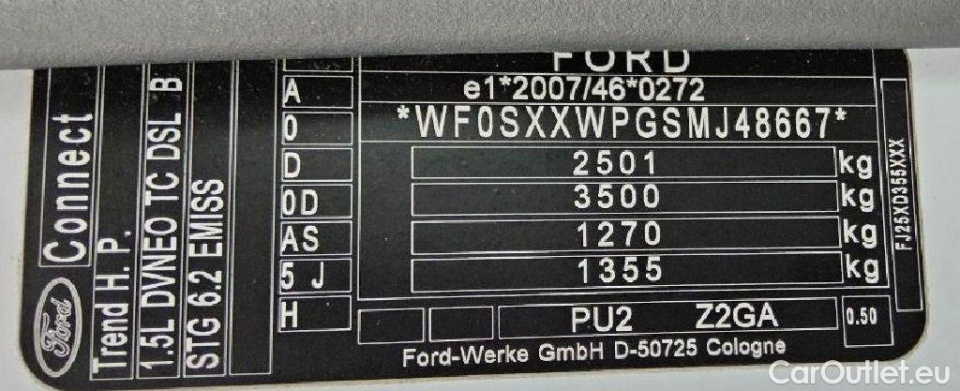 FORD
e1*2007/46*0272
*WF0SXXWPGSMJ48667*
2501 kg
3500 kg
1270 kg
1355 kg
PU2 Z2GA 0.50
Ford-Werke GmbH D-50725 Cologne
FJ25XD355XXX
A
0
D
0D
AS
5 J
H
Ford Connect
Trend H. P.
1.5L DVNEO TC DSL B
STG 6.2 EMISS
CarOutlet.eu